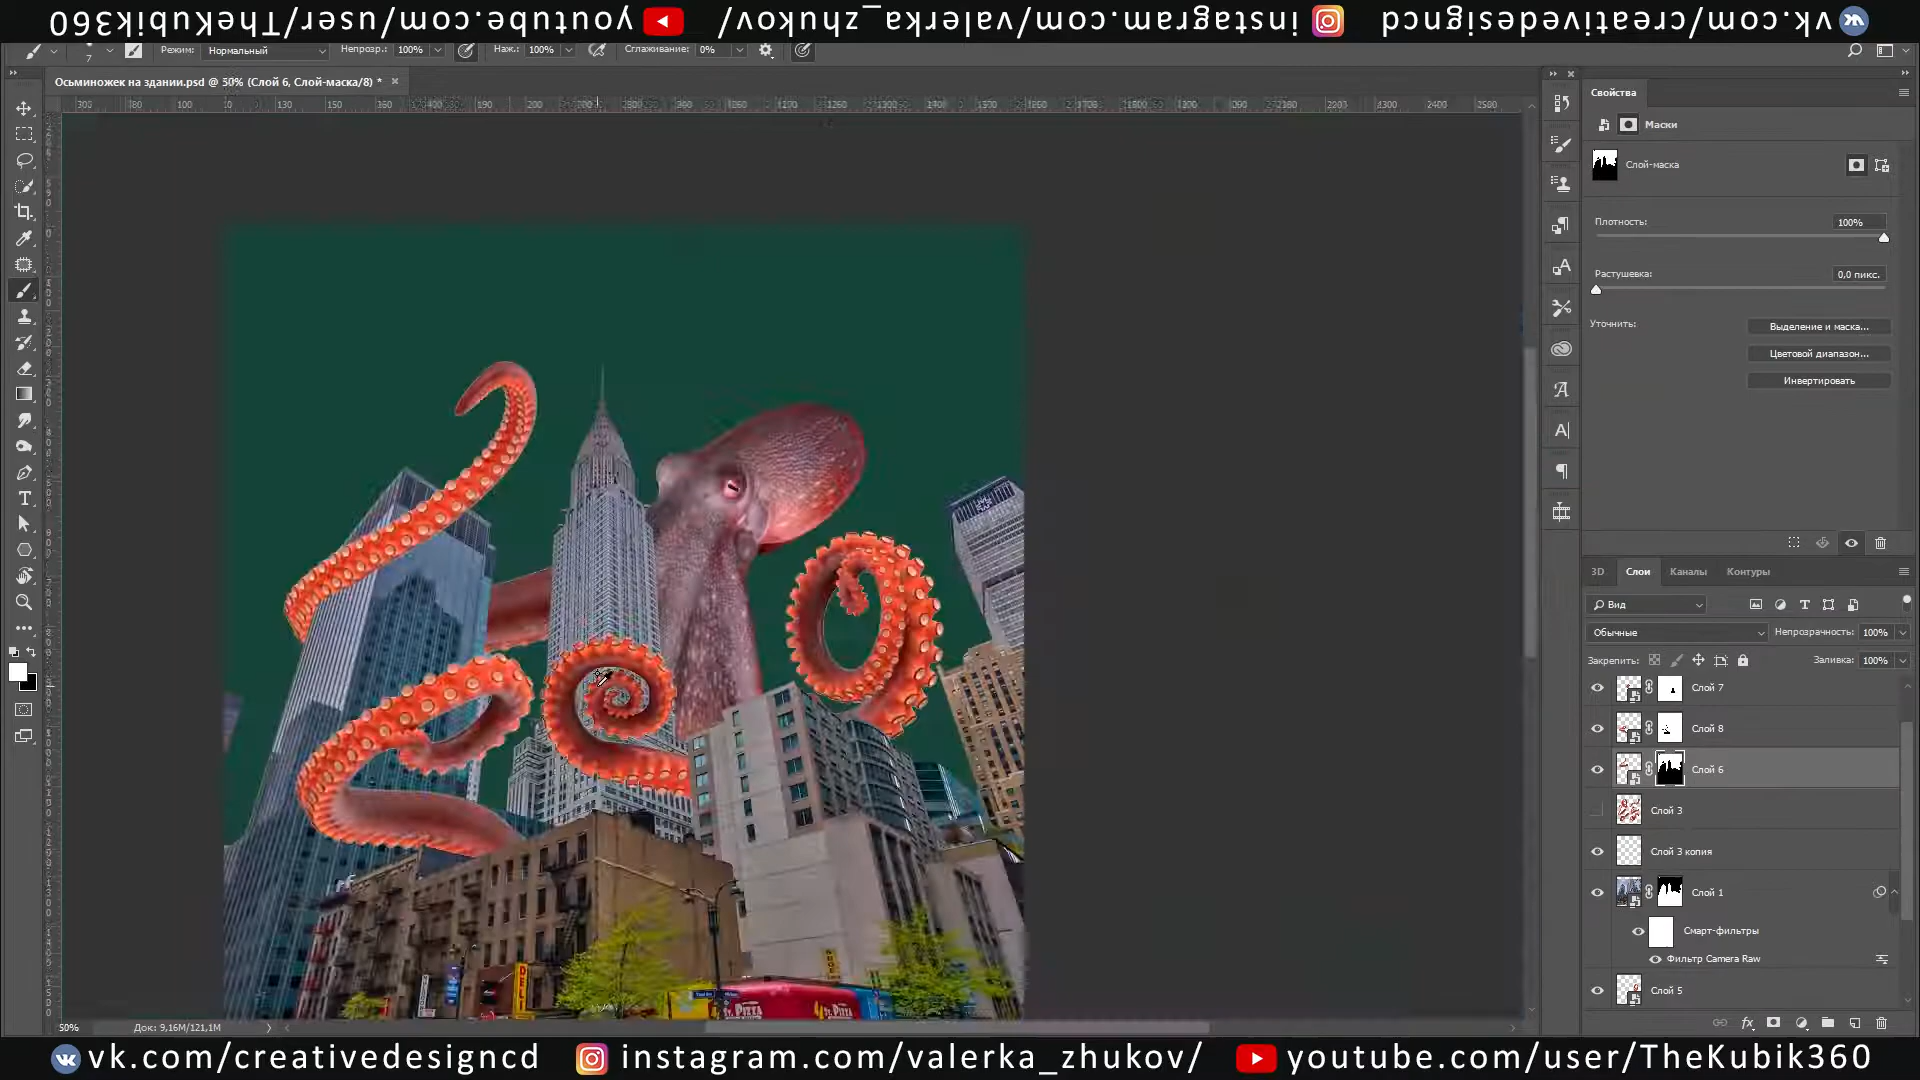 vk.com/creativedesigncd instagram.com/valerka_zhukov/ youtube.com/user/TheKubik360
Режим: Нормальный Непрозр.: 100% Наж.: 100% Сглаживание: 0%
Осьминожек на здании.psd @ 50% (Слой 6, Слой-маска/8) *
Свойства
Маски
Слой-маска
Плотность: 100%
Растушевка: 0,0 пикс.
Уточнить: Выделение и маска...
Цветовой диапазон...
Инвертировать
3D Слои Каналы Контуры
Вид
Обычные Непрозрачность: 100%
Закрепить: Заливка: 100%
Слой 7
Слой 8
Слой 6
Слой 3
Слой 3 копия
Слой 1
Смарт-фильтры
Фильтр Camera Raw
Слой 5
DELI
PIZZA
50% Док: 9,16M/121,1M
vk.com/creativedesigncd instagram.com/valerka_zhukov/ youtube.com/user/TheKubik360